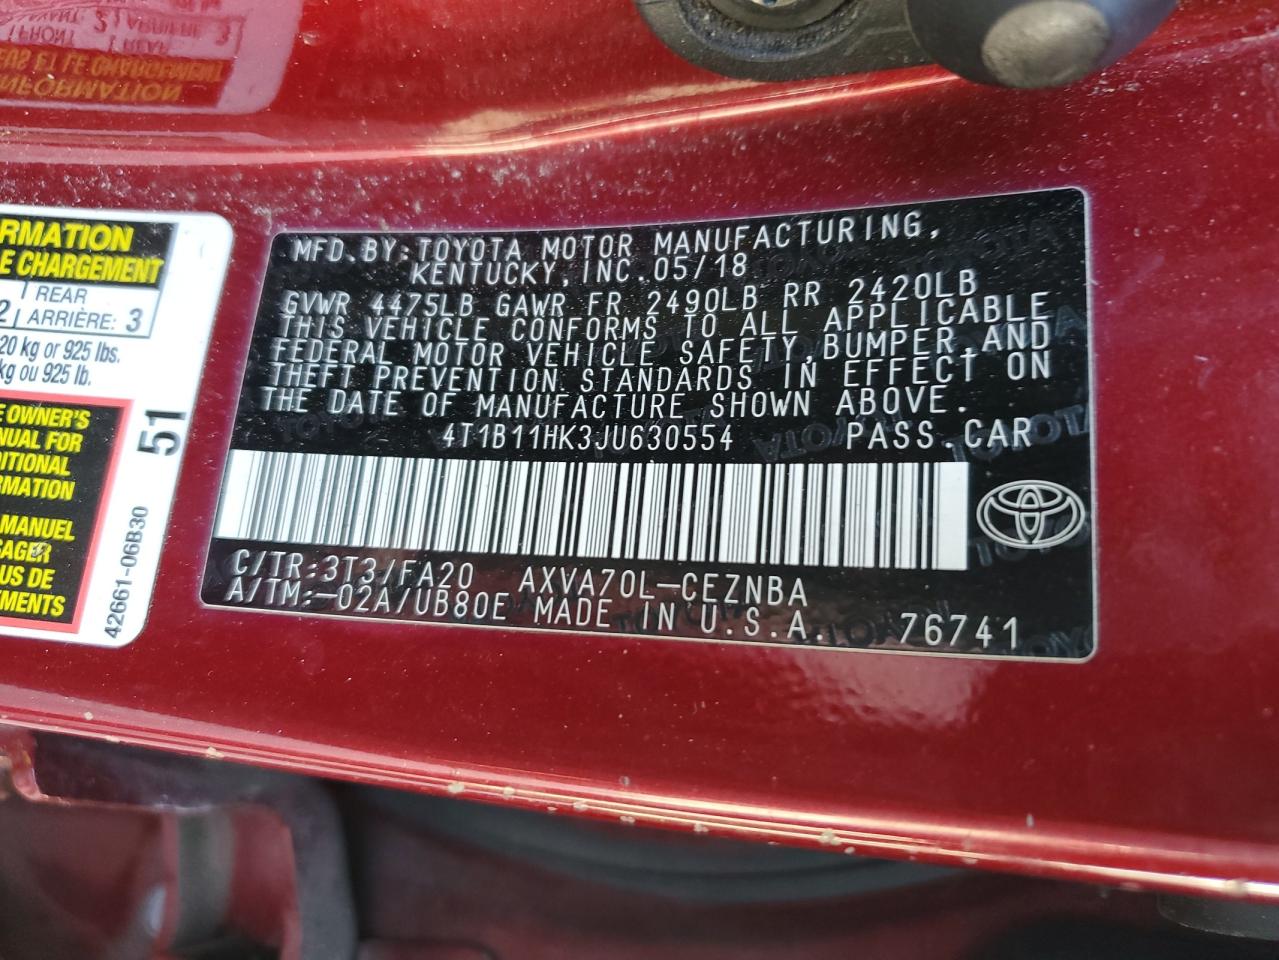 RMATION
E CHARGEMENT
2 REAR
ARRIÈRE: 3
20 kg or 925 lbs.
kg ou 925 lb.
E OWNER'S
NUAL FOR
DITIONAL
RMATION
MANUEL
SAGER
US DE
EMENTS
51
42661-06B30
MFD.BY:TOYOTA MOTOR MANUFACTURING,
KENTUCKY,INC.05/18
GVWR 4475LB GAWR FR 2490LB RR 2420LB
THIS VEHICLE CONFORMS TO ALL APPLICABLE
FEDERAL MOTOR VEHICLE SAFETY,BUMPER,AND
THEFT PREVENTION STANDARDS IN EFFECT ON
THE DATE OF MANUFACTURE SHOWN ABOVE.
4T1B11HK3JU630554 PASS.CAR
C/TR:3T3/FA20 AXVA70L-CEZNBA
A/TM:-02A/UB80E MADE IN U.S.A. 76741